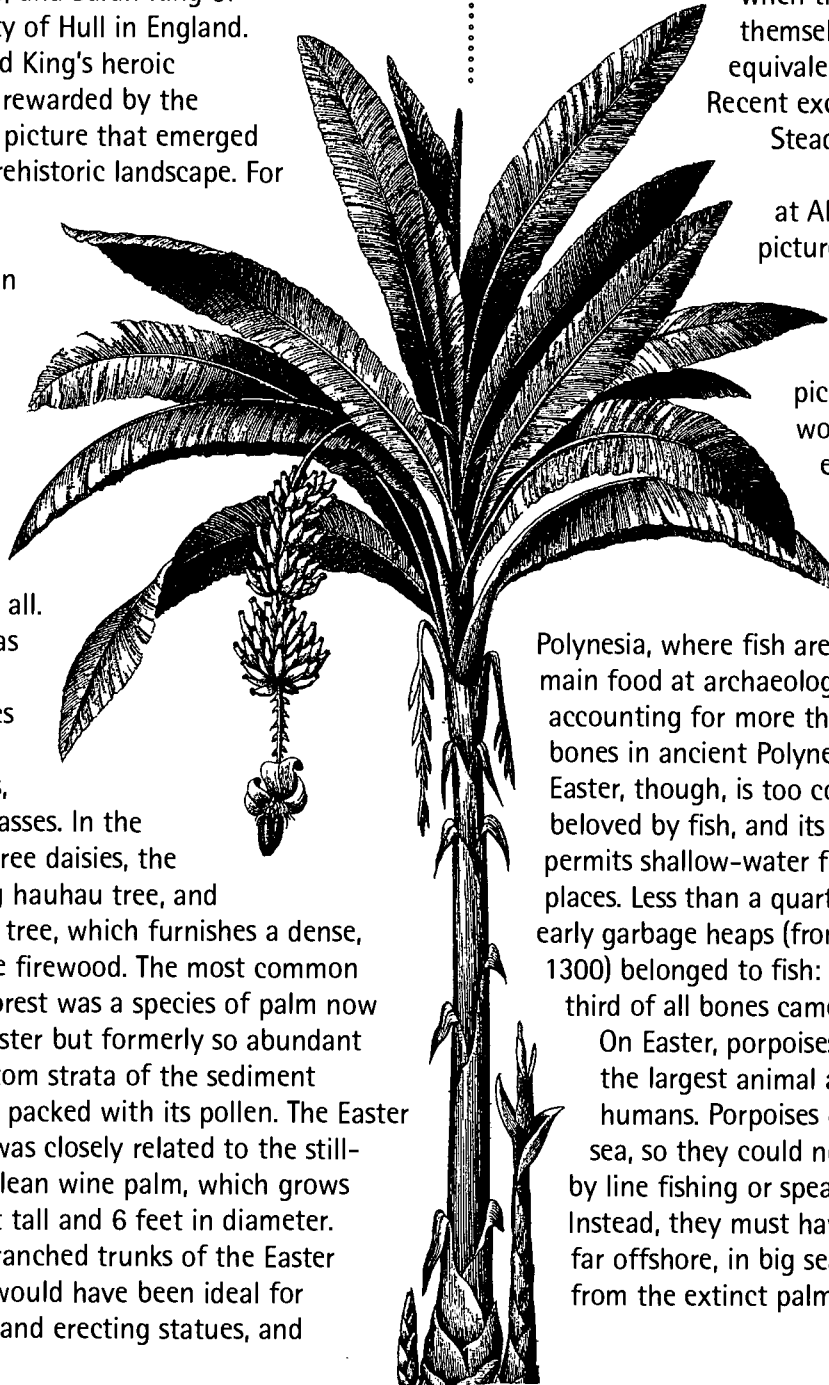 and Sarah King of
ty of Hull in England.
d King's heroic
rewarded by the
picture that emerged
rehistoric landscape. For
n
all.
as
es
s,
asses. In the
ree daisies, the
g hauhau tree, and
tree, which furnishes a dense,
e firewood. The most common
orest was a species of palm now
ster but formerly so abundant
tom strata of the sediment
packed with its pollen. The Easter
was closely related to the still-
lean wine palm, which grows
t tall and 6 feet in diameter.
ranched trunks of the Easter
would have been ideal for
and erecting statues, and
when th
themsel
equivale
Recent exc
Stead
at Al
picture
pic
wo
e
Polynesia, where fish are
main food at archaeolog
accounting for more th
bones in ancient Polyne
Easter, though, is too co
beloved by fish, and its
permits shallow-water f
places. Less than a quart
early garbage heaps (fron
1300) belonged to fish:
third of all bones came
On Easter, porpoises
the largest animal a
humans. Porpoises
sea, so they could n
by line fishing or spea
Instead, they must hav
far offshore, in big sea
from the extinct palm